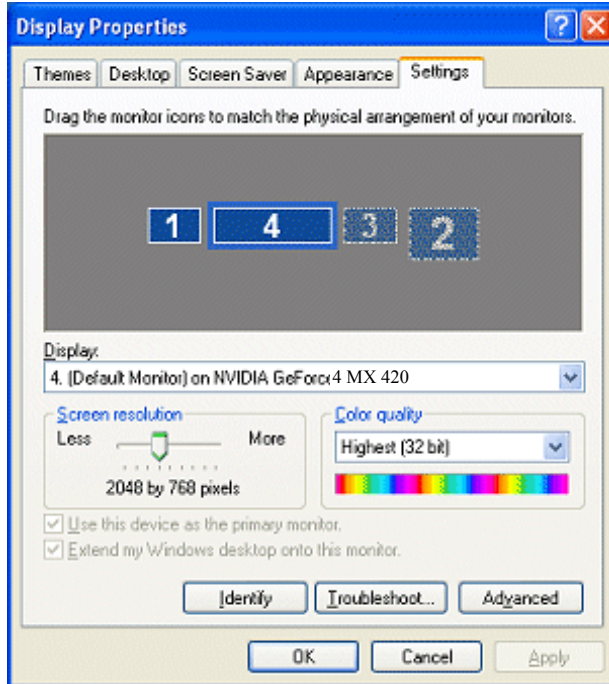 Display Properties
Themes Desktop Screen Saver Appearance Settings
Drag the monitor icons to match the physical arrangement of your monitors.
1 4 3 2
Display:
4. (Default Monitor) on NVIDIA GeForce4 MX 420
Screen resolution
Less More
2048 by 768 pixels
Color quality
Highest (32 bit)
Use this device as the primary monitor.
Extend my Windows desktop onto this monitor.
Identify Troubleshoot... Advanced
OK Cancel Apply